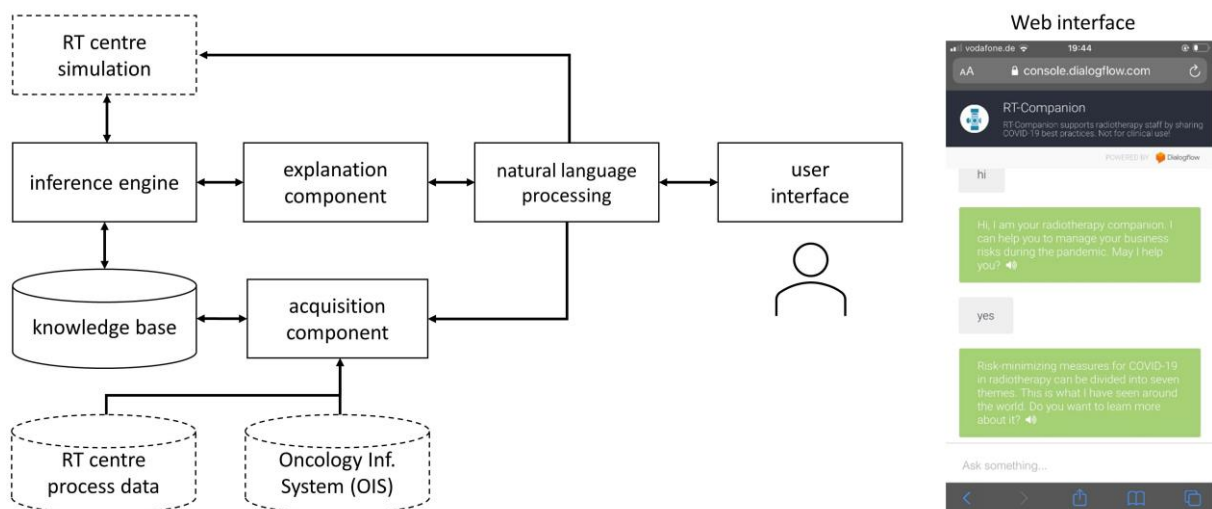 RT centre
simulation
inference engine
explanation
component
natural language
processing
user
interface
knowledge base
acquisition
component
RT centre
process data
Oncology Inf.
System (OIS)
Web interface
vodafone.de
19:44
AA
console.dialogflow.com
RT-Companion
RT-Companion supports radiotherapy staff by sharing
COVID-19 best practices. Not for clinical use!
POWERED BY Dialogflow
hi
Hi, I am your radiotherapy companion. I
can help you to manage your business
risks during the pandemic. May I help
you?
yes
Risk-minimizing measures for COVID-19
in radiotherapy can be divided into seven
themes. This is what I have seen around
the world. Do you want to learn more
about it?
Ask something...